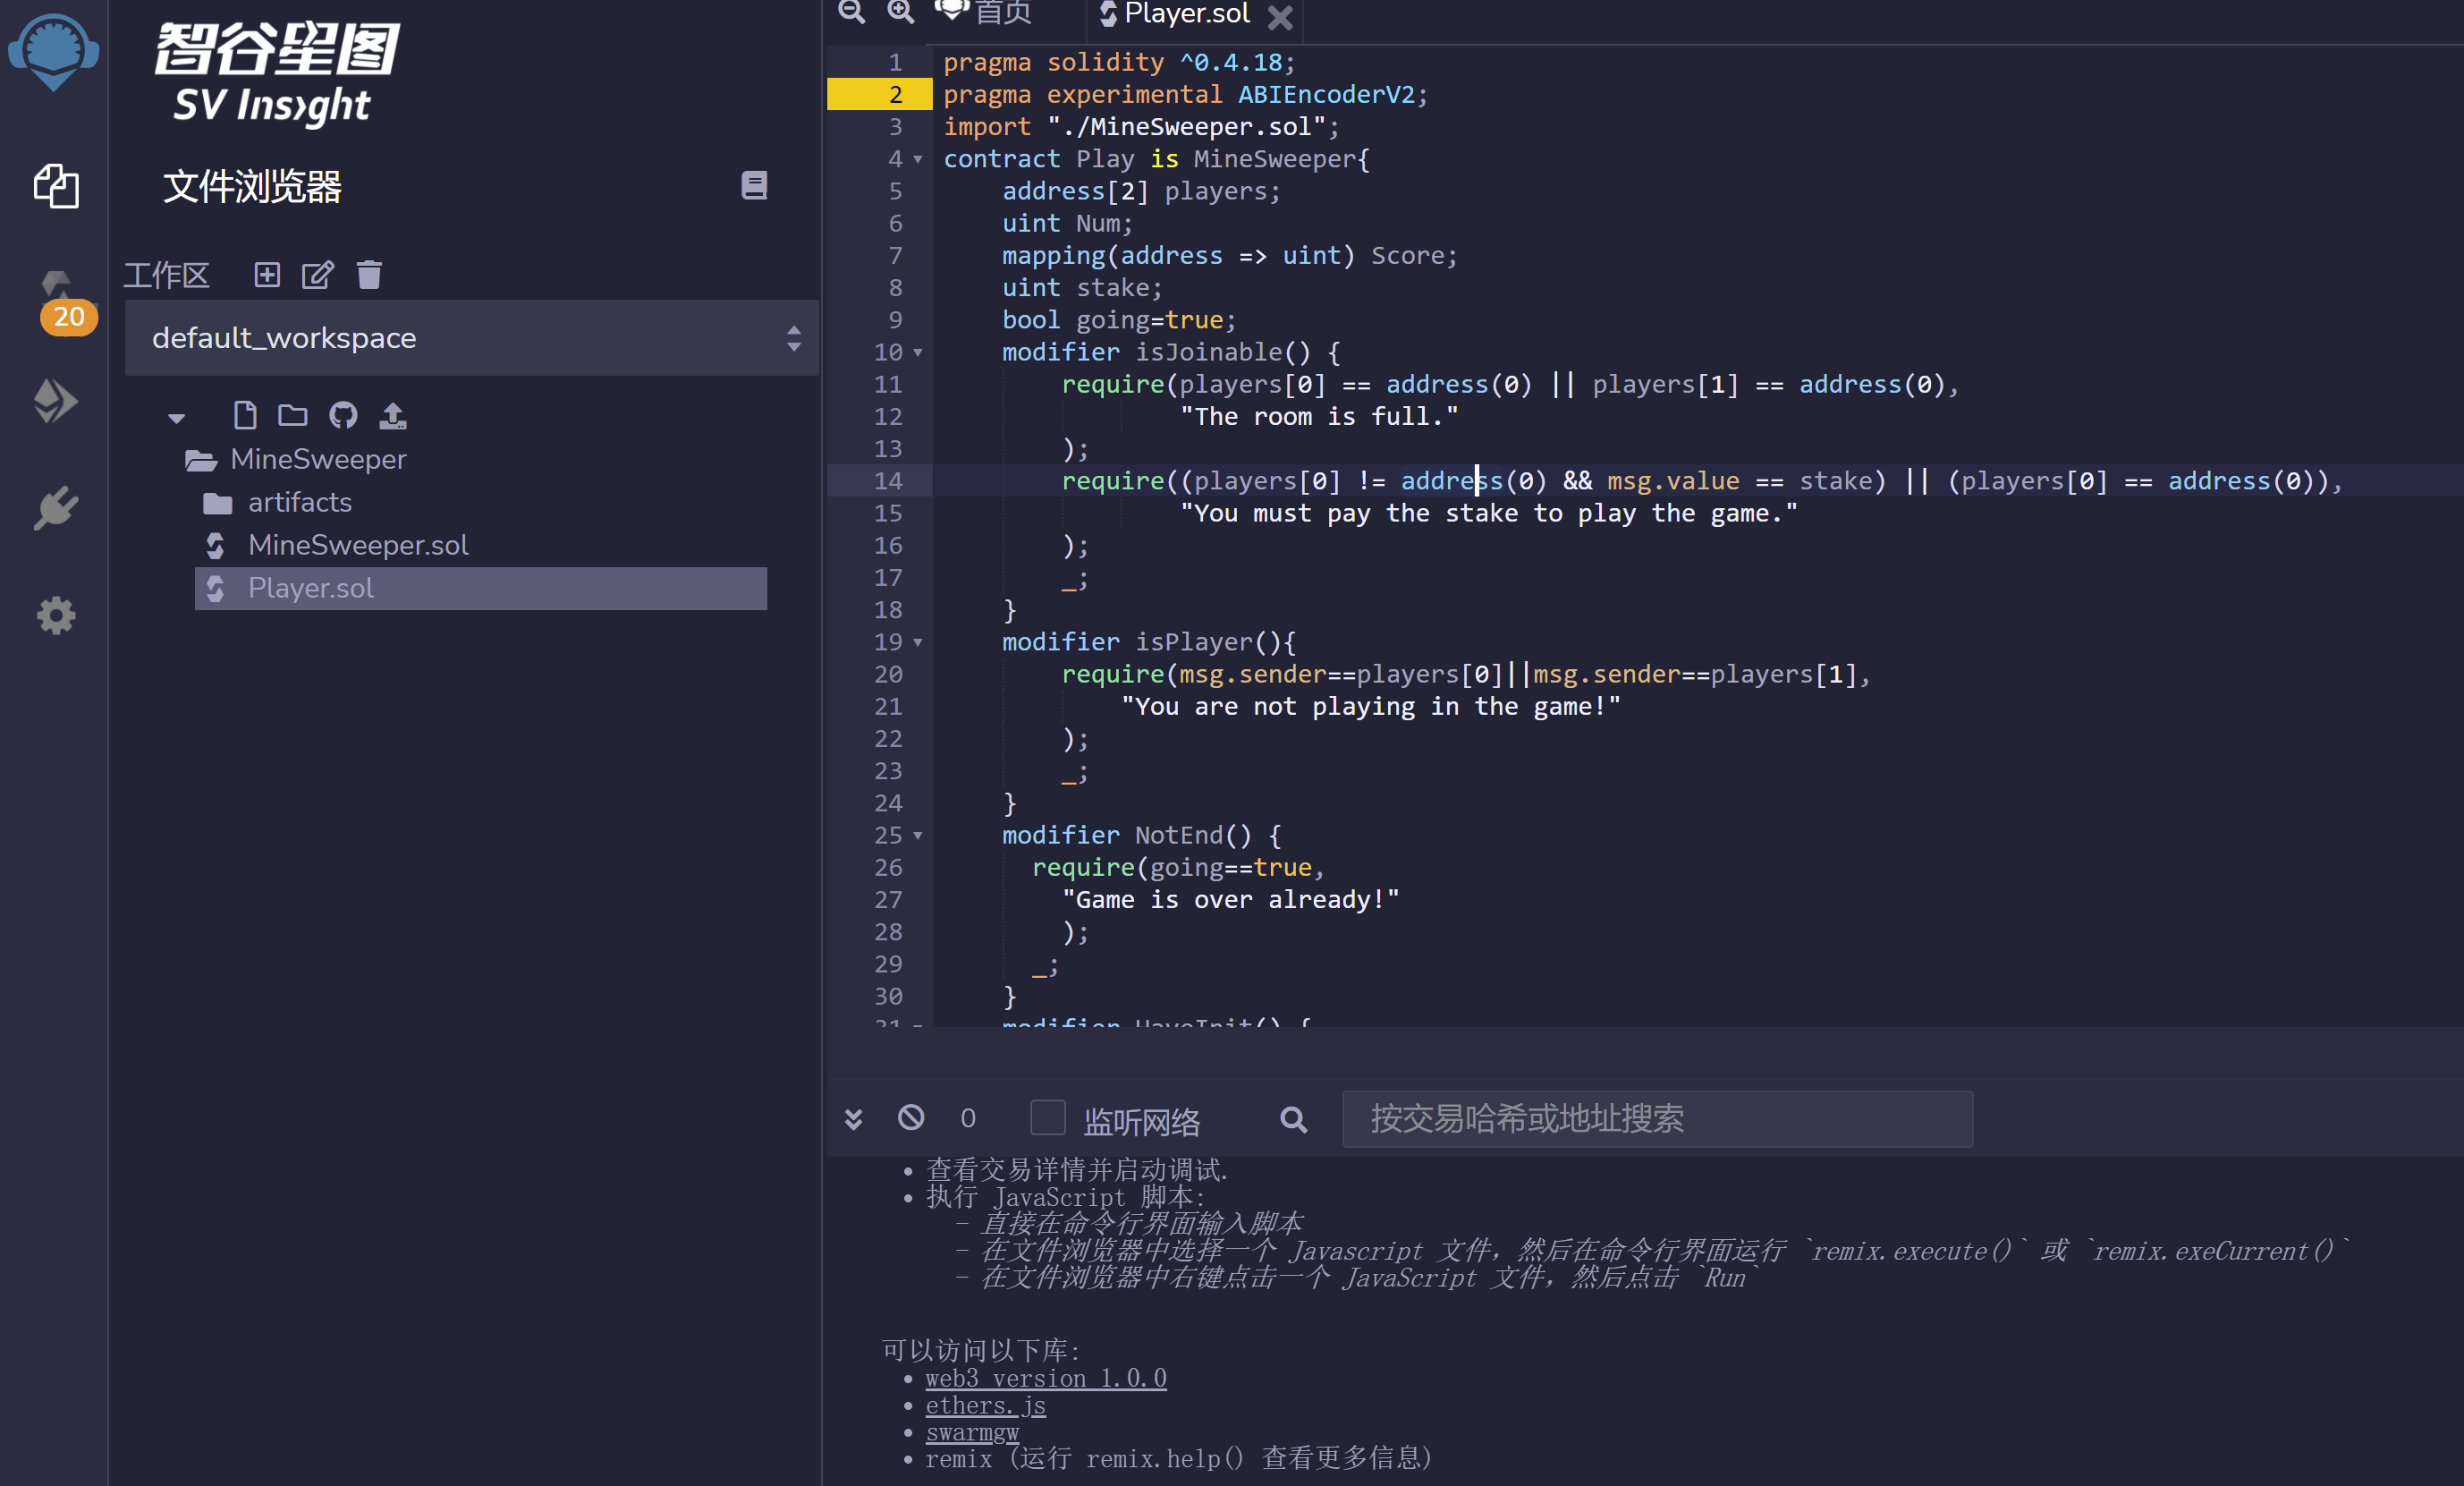 智谷星图
SV Insight
文件浏览器
工作区
20
default_workspace
MineSweeper
artifacts
MineSweeper.sol
Player.sol
首页
Player.sol
1 pragma solidity ^0.4.18;
2 pragma experimental ABIEncoderV2;
3 import "./MineSweeper.sol";
4 contract Play is MineSweeper{
5 address[2] players;
6 uint Num;
7 mapping(address => uint) Score;
8 uint stake;
9 bool going=true;
10 modifier isJoinable() {
11 require(players[0] == address(0) || players[1] == address(0),
12 "The room is full."
13 );
14 require((players[0] != address(0) && msg.value == stake) || (players[0] == address(0)),
15 "You must pay the stake to play the game."
16 );
17 _;
18 }
19 modifier isPlayer(){
20 require(msg.sender==players[0]||msg.sender==players[1],
21 "You are not playing in the game!"
22 );
23 _;
24 }
25 modifier NotEnd() {
26 require(going==true,
27 "Game is over already!"
28 );
29 _;
30 }
31 modifier HaveInit() {
0
监听网络
按交易哈希或地址搜索
• 查看交易详情并启动调试.
• 执行 JavaScript 脚本:
- 直接在命令行界面输入脚本
- 在文件浏览器中选择一个 Javascript 文件，然后在命令行界面运行 `remix.execute()` 或 `remix.exeCurrent()`
- 在文件浏览器中右键点击一个 JavaScript 文件，然后点击 `Run`
可以访问以下库:
• web3 version 1.0.0
• ethers.js
• swarmgw
• remix (运行 remix.help() 查看更多信息)